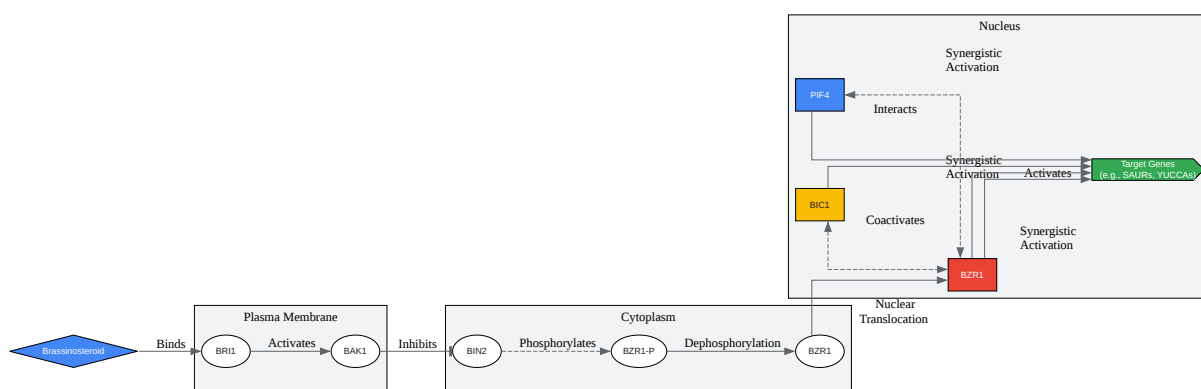 Nucleus
Synergistic
Activation
PIF4
Interacts
Synergistic
Activation
Activates
Target Genes
(e.g., SAURs, YUCCAs)
BIC1
Coactivates
Synergistic
Activation
BZR1
Nuclear
Translocation
Plasma Membrane
Cytoplasm
Brassinosteroid
Binds
BRI1
Activates
BAK1
Inhibits
BIN2
Phosphorylates
BZR1-P
Dephosphorylation
BZR1